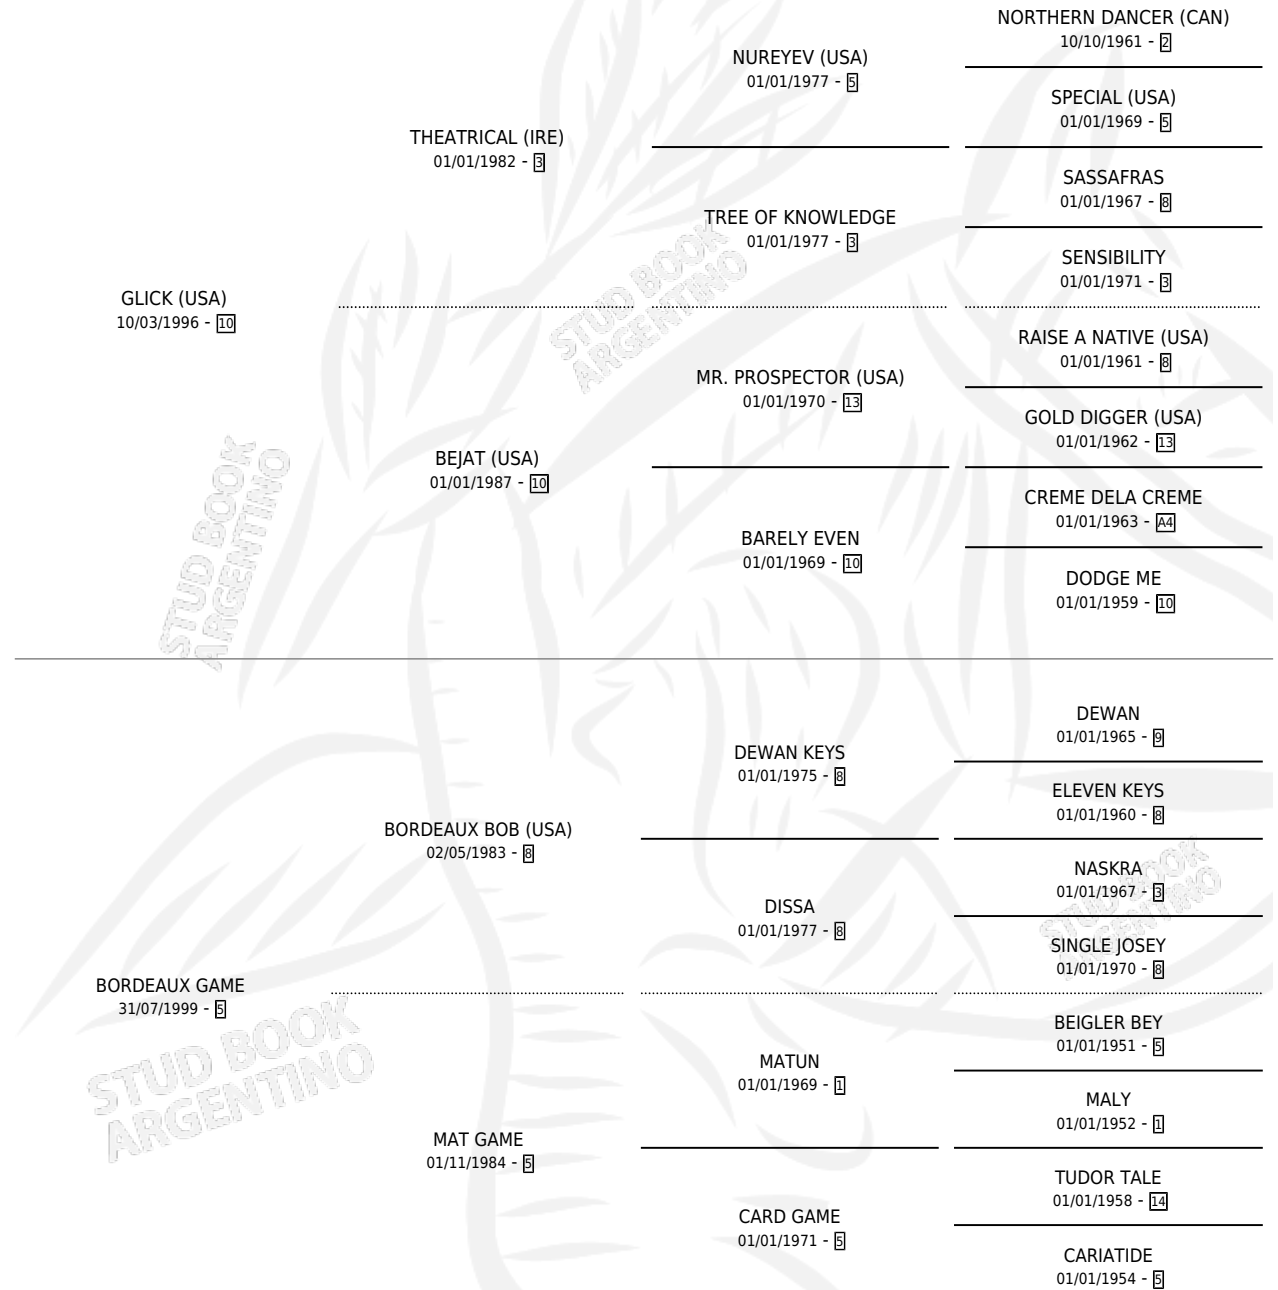 NORTHERN DANCER (CAN)
10/10/1961 - 2
NUREYEV (USA)
01/01/1977 - 5
SPECIAL (USA)
01/01/1969 - 5
THEATRICAL (IRE)
01/01/1982 - 3
SASSAFRAS
01/01/1967 - 8
TREE OF KNOWLEDGE
01/01/1977 - 3
SENSIBILITY
01/01/1971 - 3
GLICK (USA)
10/03/1996 - 10
RAISE A NATIVE (USA)
01/01/1961 - 8
MR. PROSPECTOR (USA)
01/01/1970 - 13
GOLD DIGGER (USA)
01/01/1962 - 13
BEJAT (USA)
01/01/1987 - 10
CREME DELA CREME
01/01/1963 - A4
BARELY EVEN
01/01/1969 - 10
DODGE ME
01/01/1959 - 10
DEWAN
01/01/1965 - 9
DEWAN KEYS
01/01/1975 - 8
ELEVEN KEYS
01/01/1960 - 8
BORDEAUX BOB (USA)
02/05/1983 - 8
NASKRA
01/01/1967 - 3
DISSA
01/01/1977 - 8
SINGLE JOSEY
01/01/1970 - 8
BORDEAUX GAME
31/07/1999 - 5
BEIGLER BEY
01/01/1951 - 5
MATUN
01/01/1969 - 1
MALY
01/01/1952 - 1
MAT GAME
01/11/1984 - 5
TUDOR TALE
01/01/1958 - 14
CARD GAME
01/01/1971 - 5
CARIATIDE
01/01/1954 - 5
STUD BOOK
ARGENTINO
STUD BOOK
ARGENTINO
STUD BOOK
ARGENTINO
STUD BOOK
ARGENTINO